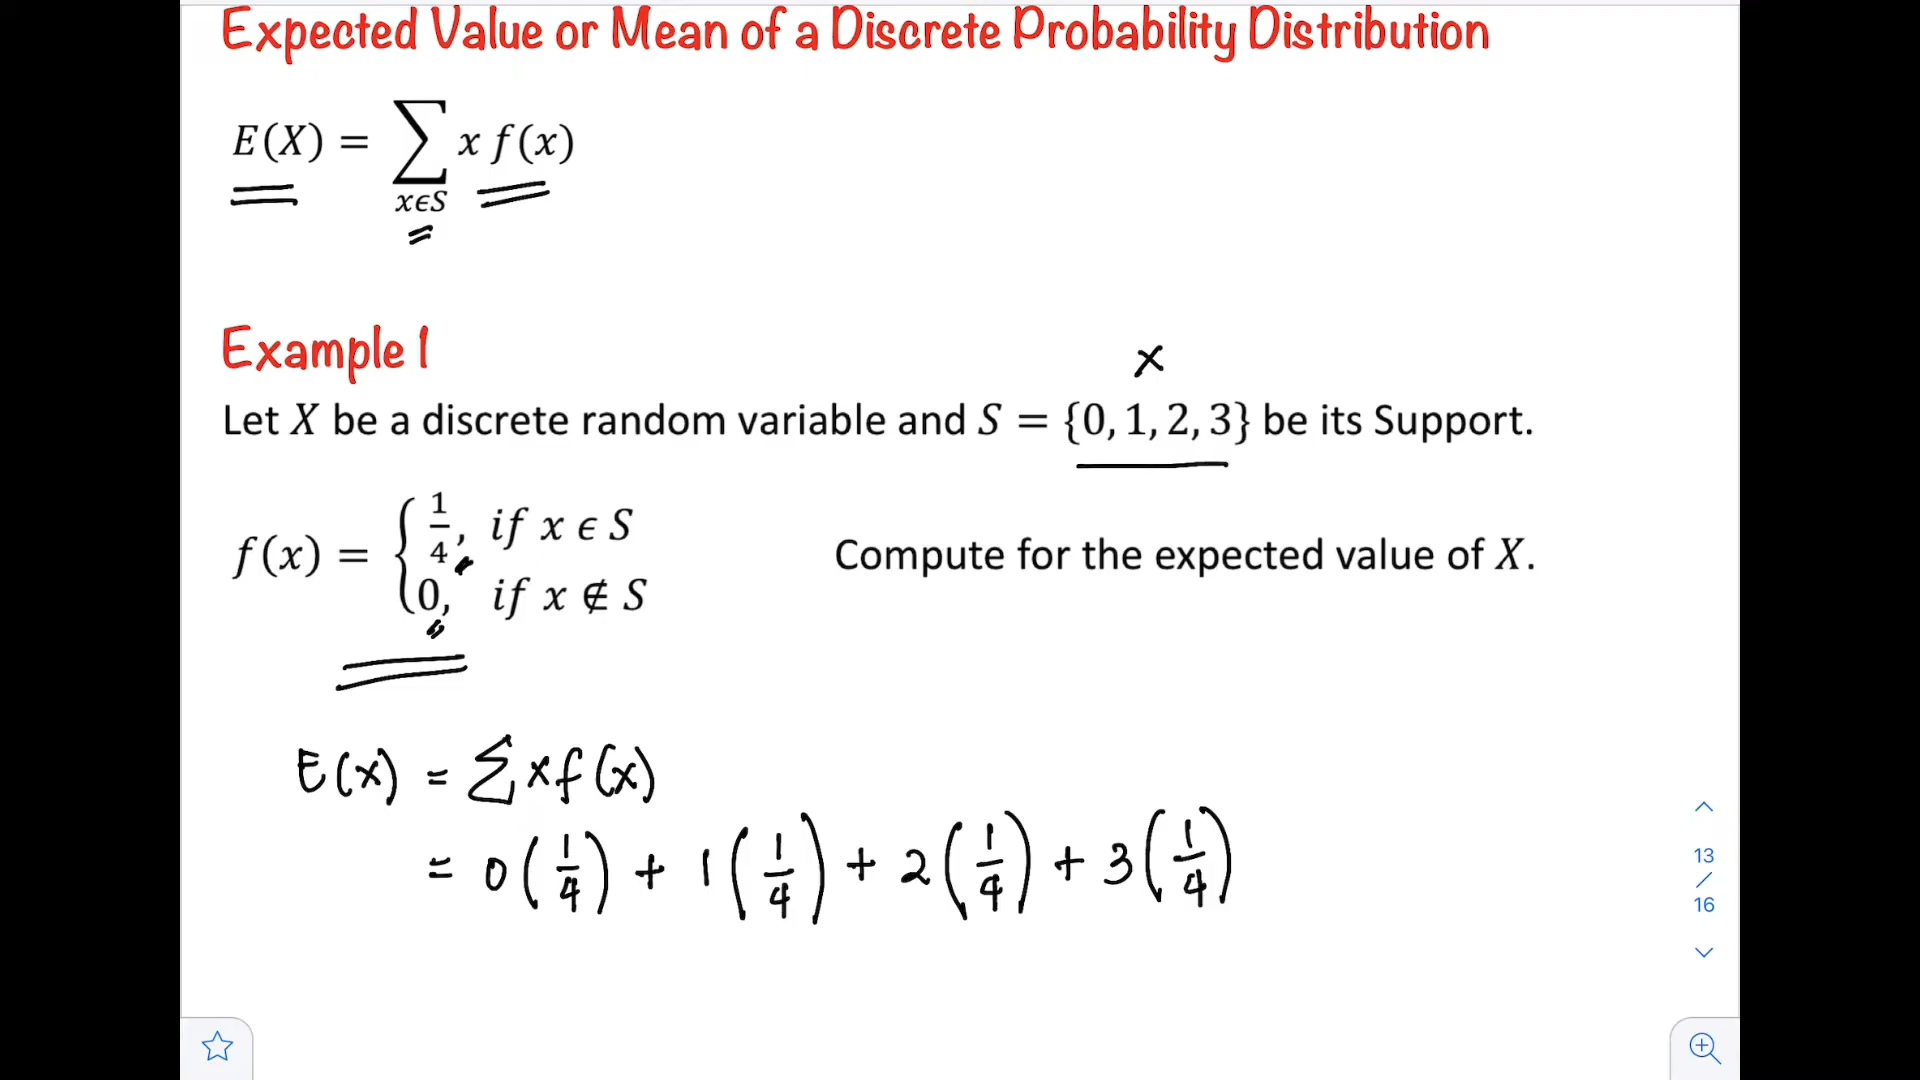 Expected Value or Mean of a Discrete Probability Distribution
E(X) = ∑ x f(x)
xϵS
Example 1
x
Let X be a discrete random variable and S = {0, 1, 2, 3} be its Support.
f(x) = { 1/4, if x ϵ S
0, if x ∉ S
Compute for the expected value of X.
E(x) = ∑ x f(x)
= 0(1/4) + 1(1/4) + 2(1/4) + 3(1/4)
13
/
16